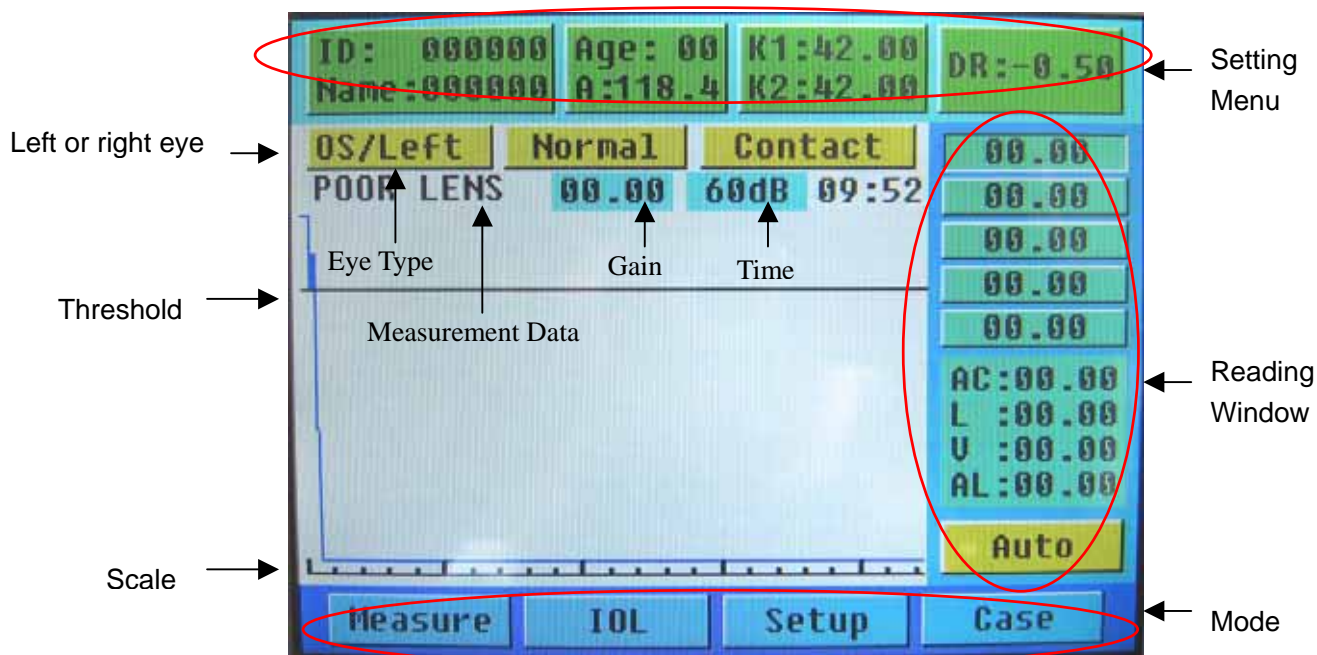 ID: 000000 Age: 00 K1:42.00 DR:-0.50
Name:000000 A:118.4 K2:42.00
Setting
Menu
Left or right eye
OS/Left Normal Contact 00.00
POOR LENS 00.00 60dB 09:52 00.00
Eye Type Gain Time 00.00
Threshold 00.00
Measurement Data 00.00
AC:00.00
L :00.00
V :00.00
AL:00.00
Reading
Window
Auto
Scale
Measure IOL Setup Case
Mode